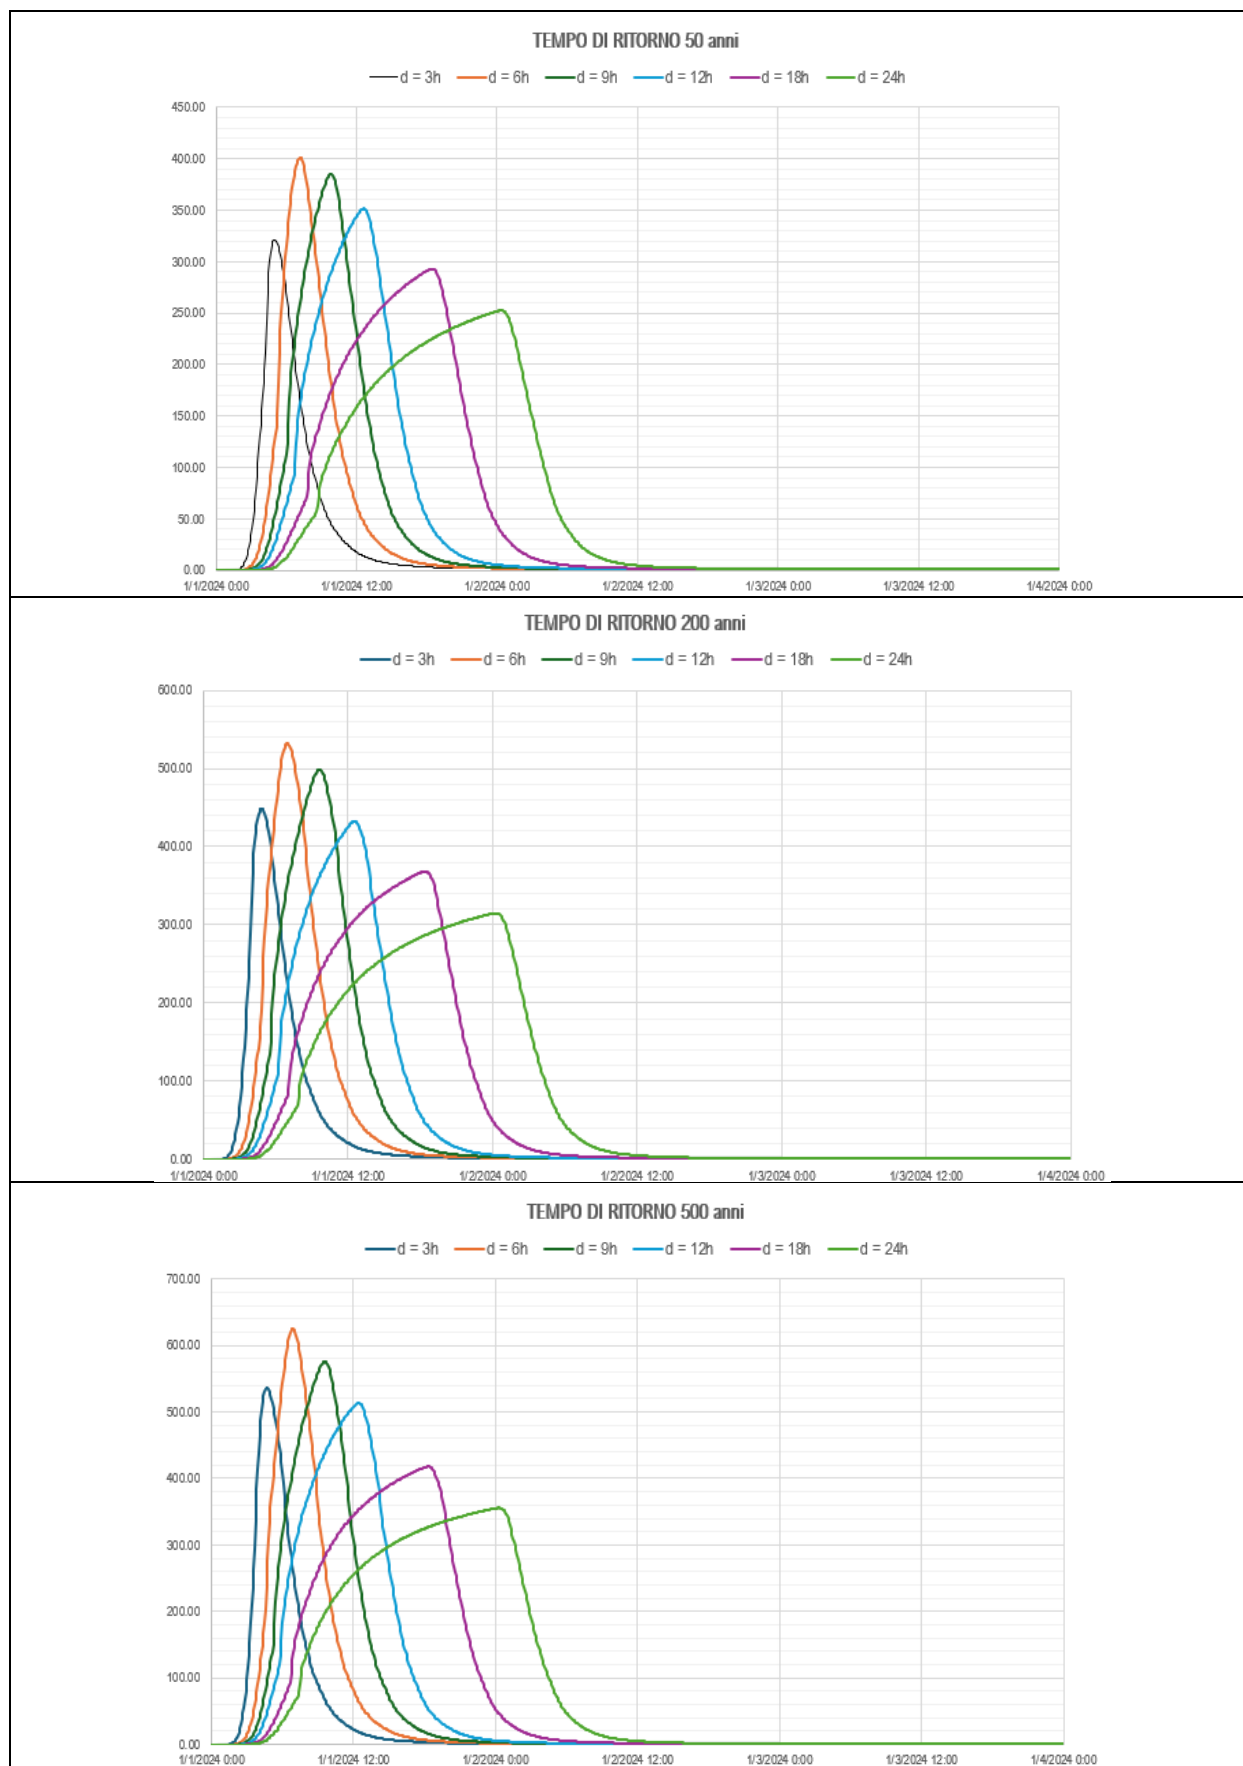 TEMPO DI RITORNO 50 anni
d = 3h d = 6h d = 9h d = 12h d = 18h d = 24h
450.00
400.00
350.00
300.00
250.00
200.00
150.00
100.00
50.00
0.00
1/1/2024 0:00 1/1/2024 12:00 1/2/2024 0:00 1/2/2024 12:00 1/3/2024 0:00 1/3/2024 12:00 1/4/2024 0:00
TEMPO DI RITORNO 200 anni
d = 3h d = 6h d = 9h d = 12h d = 18h d = 24h
600.00
500.00
400.00
300.00
200.00
100.00
0.00
1/1/2024 0:00 1/1/2024 12:00 1/2/2024 0:00 1/2/2024 12:00 1/3/2024 0:00 1/3/2024 12:00 1/4/2024 0:00
TEMPO DI RITORNO 500 anni
d = 3h d = 6h d = 9h d = 12h d = 18h d = 24h
700.00
600.00
500.00
400.00
300.00
200.00
100.00
0.00
1/1/2024 0:00 1/1/2024 12:00 1/2/2024 0:00 1/2/2024 12:00 1/3/2024 0:00 1/3/2024 12:00 1/4/2024 0:00